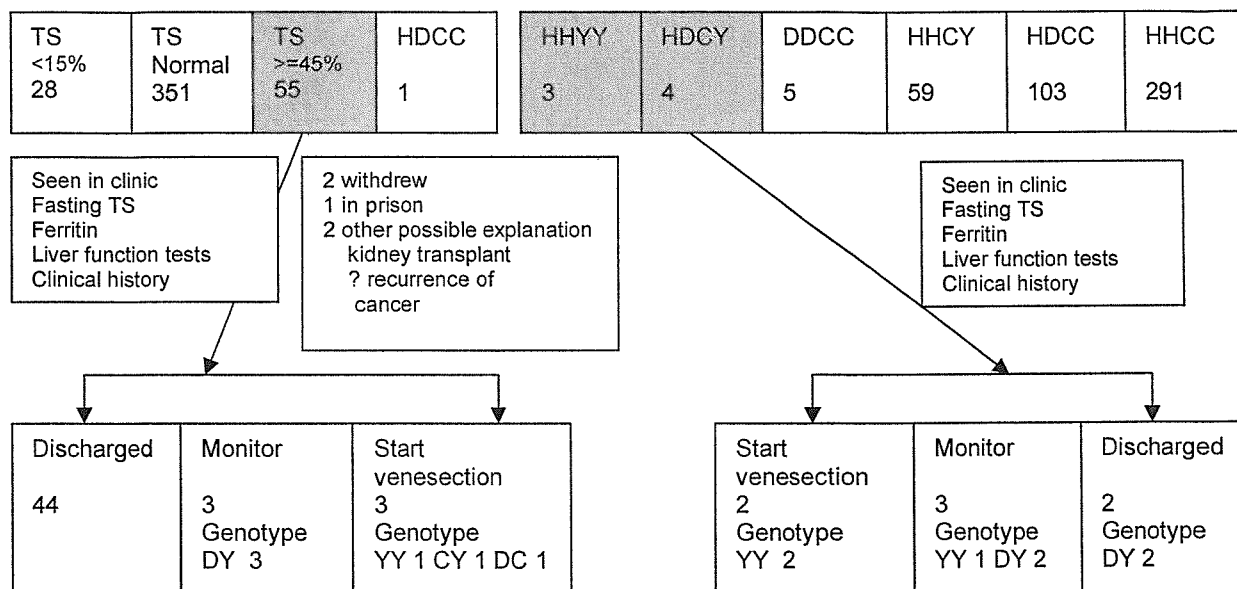 TS
<15%
28
TS
Normal
351
TS
>=45%
55
HDCC
1
HHYY
3
HDCY
4
DDCC
5
HHCY
59
HDCC
103
HHCC
291
Seen in clinic
Fasting TS
Ferritin
Liver function tests
Clinical history
2 withdrew
1 in prison
2 other possible explanation
kidney transplant
? recurrence of
cancer
Seen in clinic
Fasting TS
Ferritin
Liver function tests
Clinical history
Discharged
44
Monitor
3
Genotype
DY 3
Start
venesection
3
Genotype
YY 1 CY 1 DC 1
Start
venesection
2
Genotype
YY 2
Monitor
3
Genotype
YY 1 DY 2
Discharged
2
Genotype
DY 2